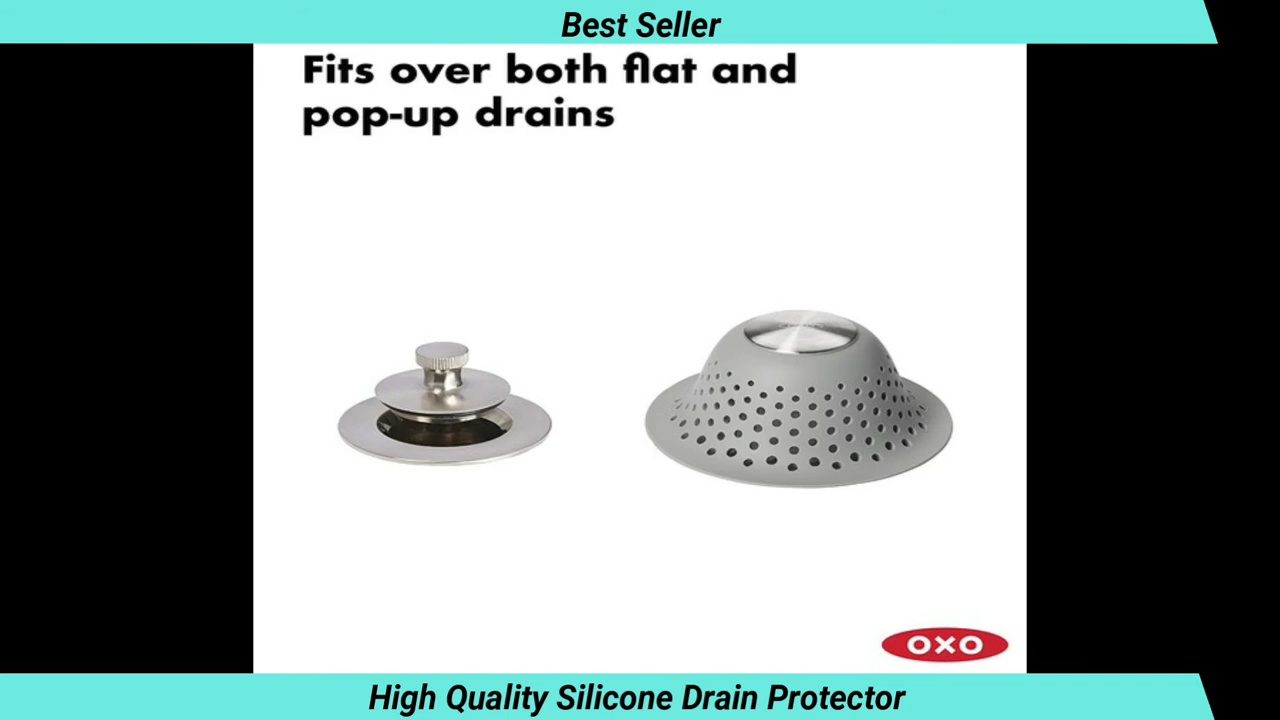 Best Seller
Fits over both flat and
pop-up drains
OXO
High Quality Silicone Drain Protector